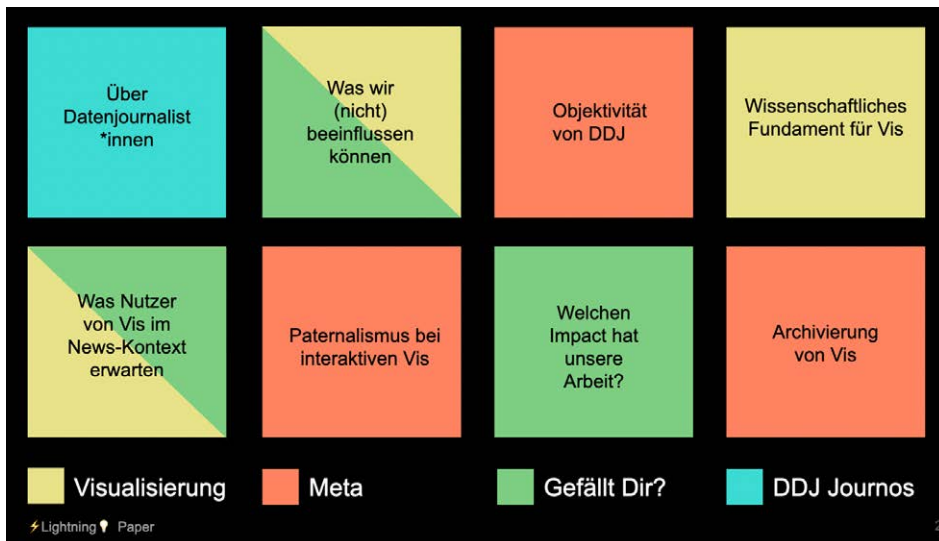 Über
Datenjournalist
*innen
Was wir
(nicht)
beeinflussen
können
Objektivität
von DDJ
Wissenschaftliches
Fundament für Vis
Was Nutzer
von Vis im
News-Kontext
erwarten
Paternalismus bei
interaktiven Vis
Welchen
Impact hat
unsere
Arbeit?
Archivierung
von Vis
Visualisierung
Meta
Gefällt Dir?
DDJ Journos
⚡Lightning💡 Paper